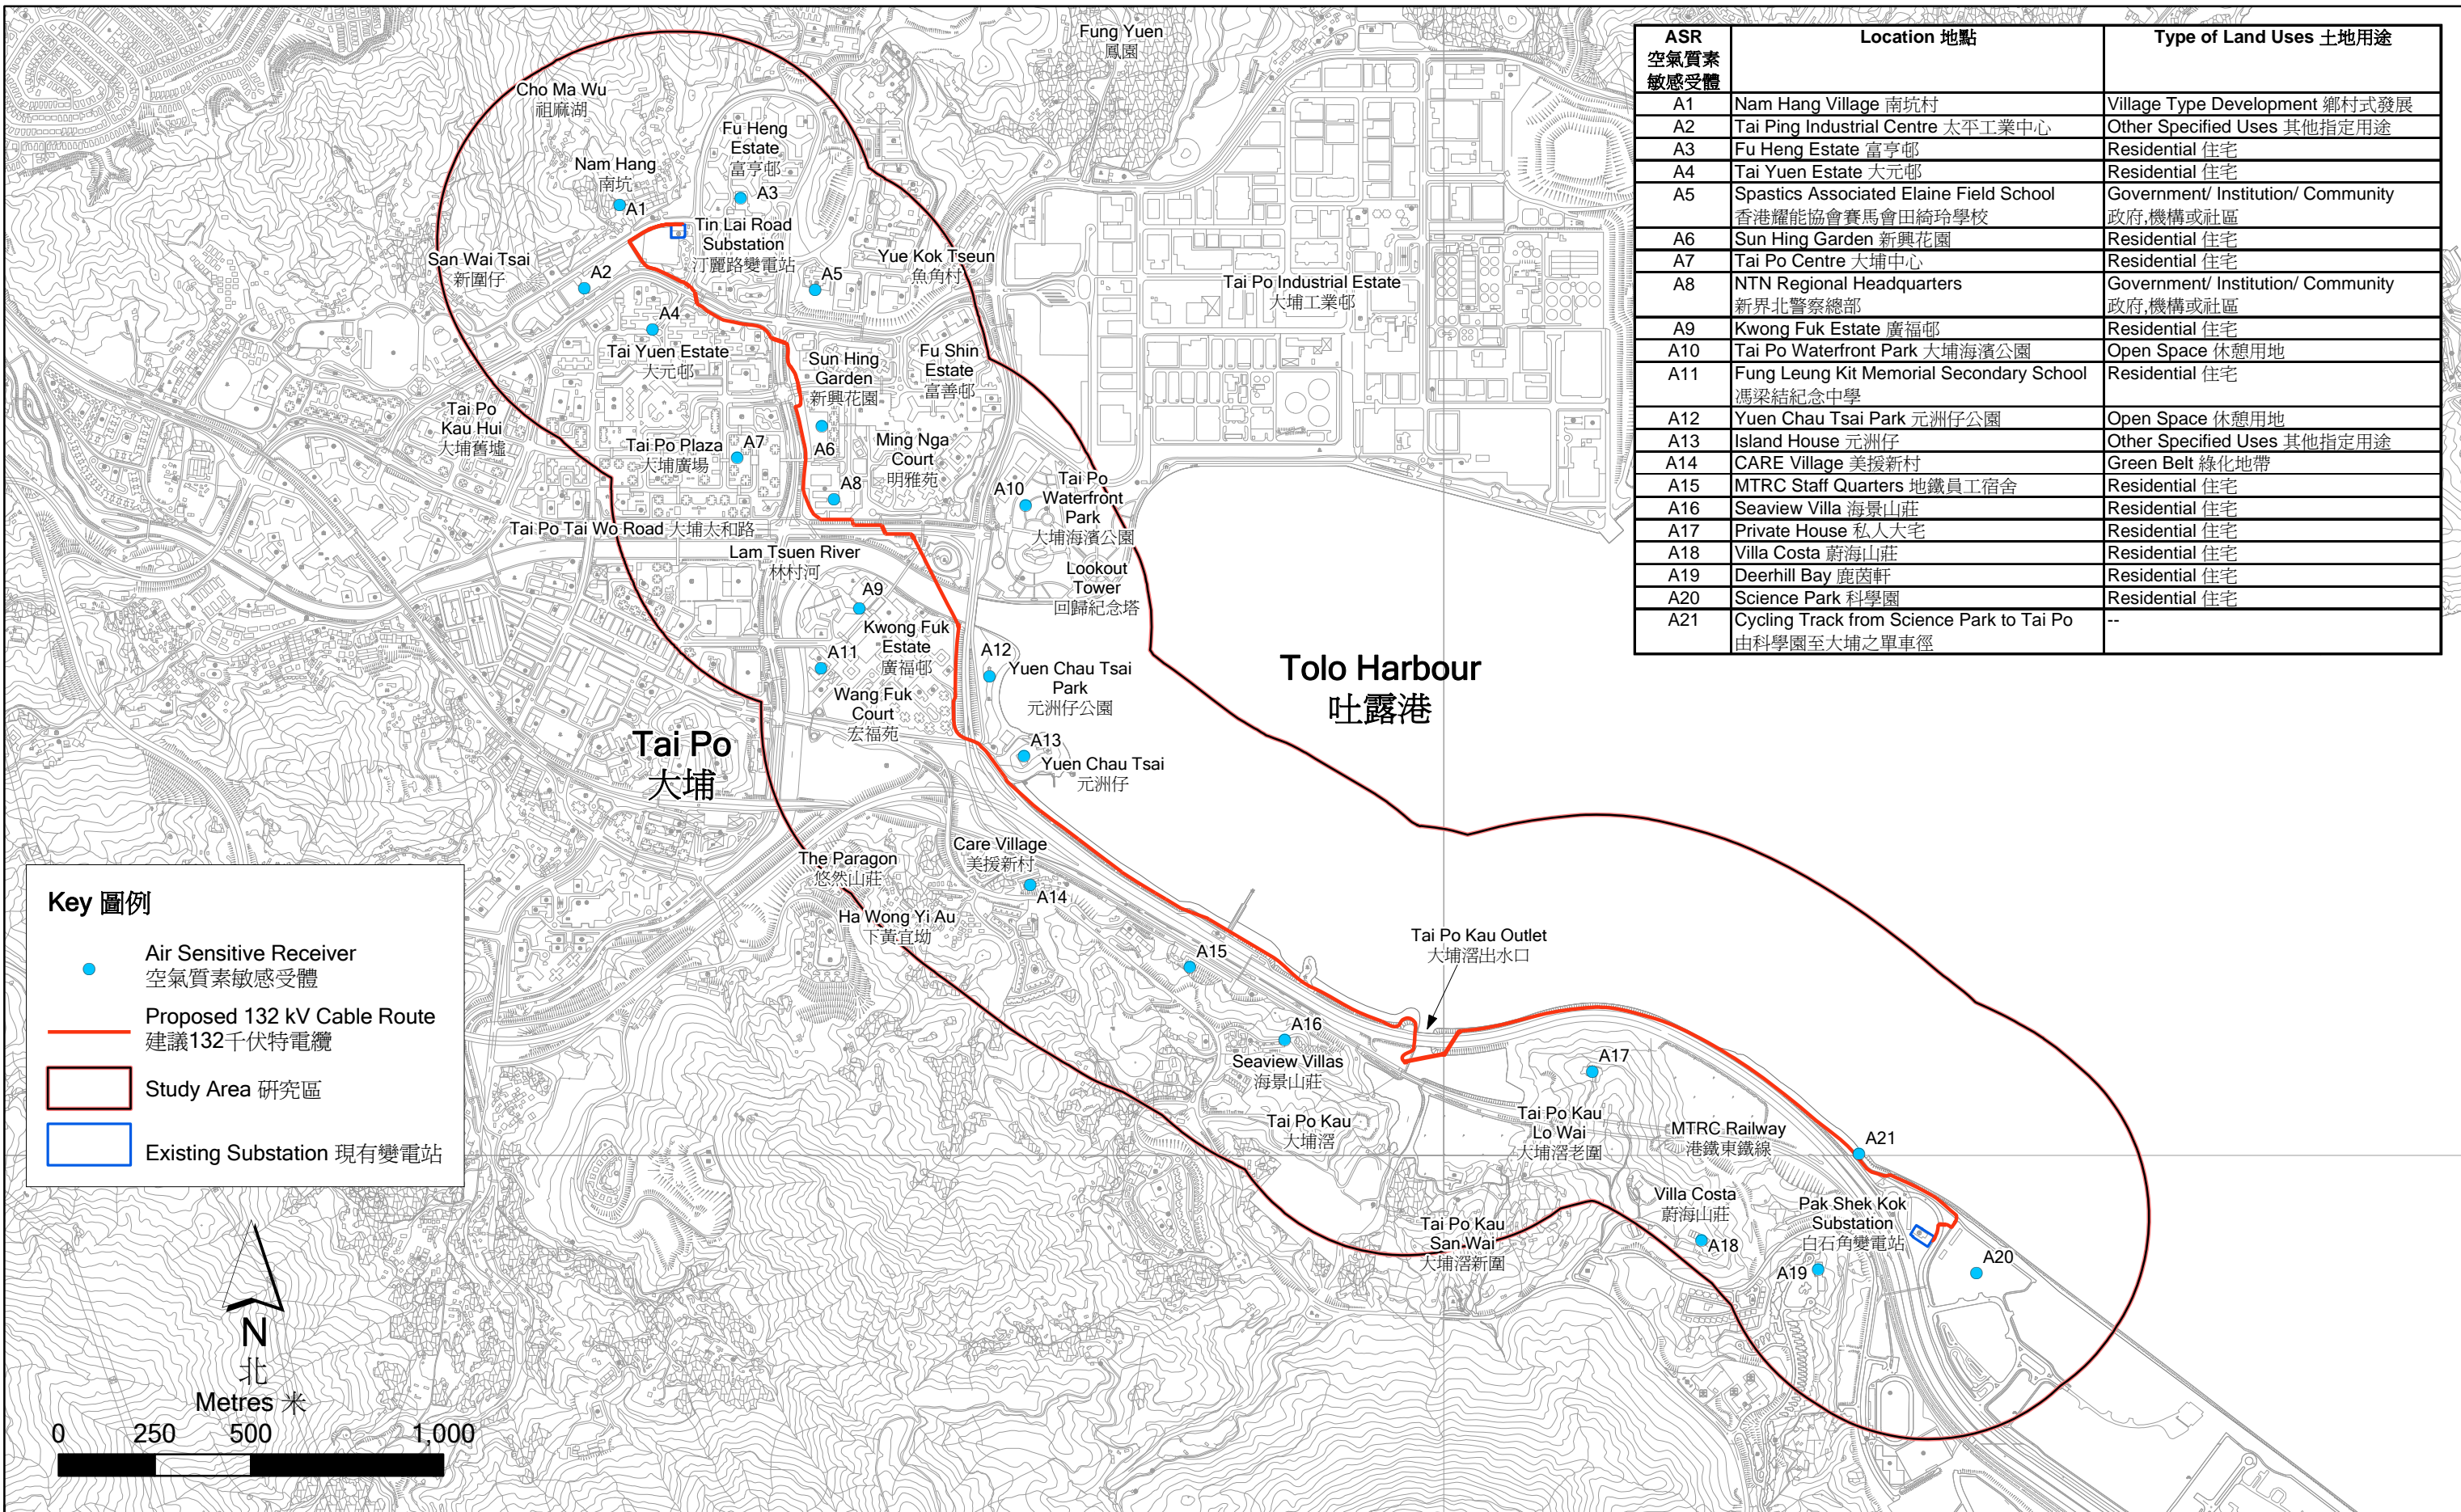 Fung Yuen
鳳園
Cho Ma Wu
祖麻湖
Fu Heng
Estate
富亨邨
Nam Hang
南坑
A3
A1
Tin Lai Road
Substation
汀麗路變電站
San Wai Tsai
新圍仔
A2
A5
Yue Kok Tseun
魚角村
Tai Po Industrial Estate
大埔工業邨
A4
Tai Yuen Estate
大元邨
Sun Hing
Garden
新興花園
Fu Shin
Estate
富善邨
Tai Po
Kau Hui
大埔舊墟
Tai Po Plaza
大埔廣場
A7
A6
Ming Nga
Court
明雅苑
A8
A10
Tai Po
Waterfront
Park
大埔海濱公園
Tai Po Tai Wo Road 大埔太和路
Lam Tsuen River
林村河
Lookout
Tower
回歸紀念塔
A9
Kwong Fuk
Estate
廣福邨
A11
A12
Yuen Chau Tsai
Park
元洲仔公園
Wang Fuk
Court
宏福苑
Tai Po
大埔
A13
Yuen Chau Tsai
元洲仔
Tolo Harbour
吐露港
The Paragon
悠然山莊
Care Village
美援新村
A14
Ha Wong Yi Au
下黃宜坳
A15
Tai Po Kau Outlet
大埔滘出水口
A16
Seaview Villas
海景山莊
A17
Tai Po Kau
大埔滘
Tai Po Kau
Lo Wai
大埔滘老圍
MTRC Railway
港鐵東鐵線
A21
Tai Po Kau
San Wai
大埔滘新圍
Villa Costa
蔚海山莊
A18
Pak Shek Kok
Substation
白石角變電站
A19
A20
ASR
空氣質素
敏感受體
Location 地點
Type of Land Uses 土地用途
A1 Nam Hang Village 南坑村 Village Type Development 鄉村式發展
A2 Tai Ping Industrial Centre 太平工業中心 Other Specified Uses 其他指定用途
A3 Fu Heng Estate 富亨邨 Residential 住宅
A4 Tai Yuen Estate 大元邨 Residential 住宅
A5 Spastics Associated Elaine Field School Government/ Institution/ Community
香港耀能協會賽馬會田綺玲學校 政府,機構或社區
A6 Sun Hing Garden 新興花園 Residential 住宅
A7 Tai Po Centre 大埔中心 Residential 住宅
A8 NTN Regional Headquarters Government/ Institution/ Community
新界北警察總部 政府,機構或社區
A9 Kwong Fuk Estate 廣福邨 Residential 住宅
A10 Tai Po Waterfront Park 大埔海濱公園 Open Space 休憩用地
A11 Fung Leung Kit Memorial Secondary School Residential 住宅
馮梁結紀念中學
A12 Yuen Chau Tsai Park 元洲仔公園 Open Space 休憩用地
A13 Island House 元洲仔 Other Specified Uses 其他指定用途
A14 CARE Village 美援新村 Green Belt 綠化地帶
A15 MTRC Staff Quarters 地鐵員工宿舍 Residential 住宅
A16 Seaview Villa 海景山莊 Residential 住宅
A17 Private House 私人大宅 Residential 住宅
A18 Villa Costa 蔚海山莊 Residential 住宅
A19 Deerhill Bay 鹿茵軒 Residential 住宅
A20 Science Park 科學園 Residential 住宅
A21 Cycling Track from Science Park to Tai Po --
由科學園至大埔之單車徑
Key 圖例
Air Sensitive Receiver
空氣質素敏感受體
Proposed 132 kV Cable Route
建議132千伏特電纜
Study Area 研究區
Existing Substation 現有變電站
N
北
Metres 米
0 250 500 1,000